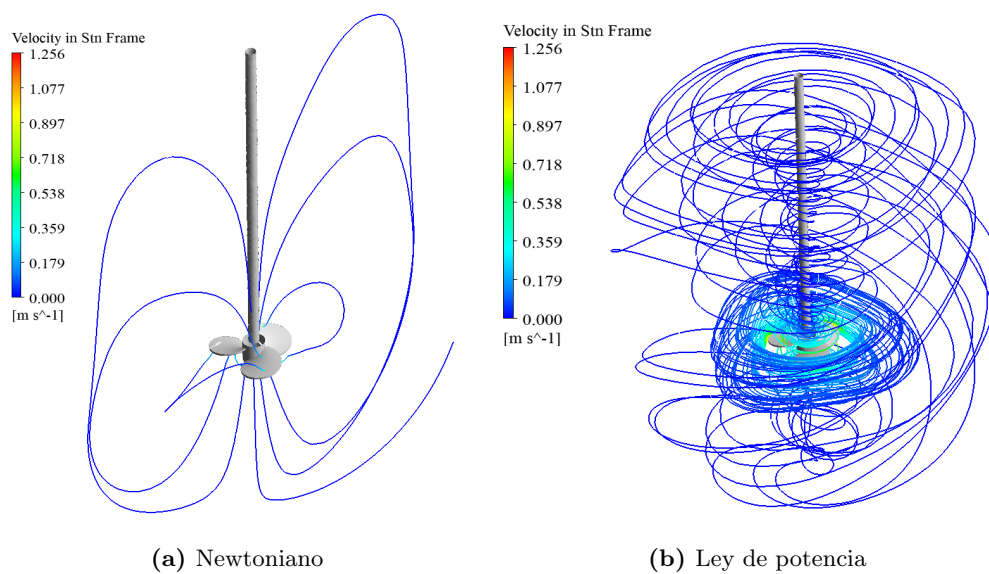 Velocity in Stn Frame
1.256
1.077
0.897
0.718
0.538
0.359
0.179
0.000
[m s^-1]
(a) Newtoniano
Velocity in Stn Frame
1.256
1.077
0.897
0.718
0.538
0.359
0.179
0.000
[m s^-1]
(b) Ley de potencia